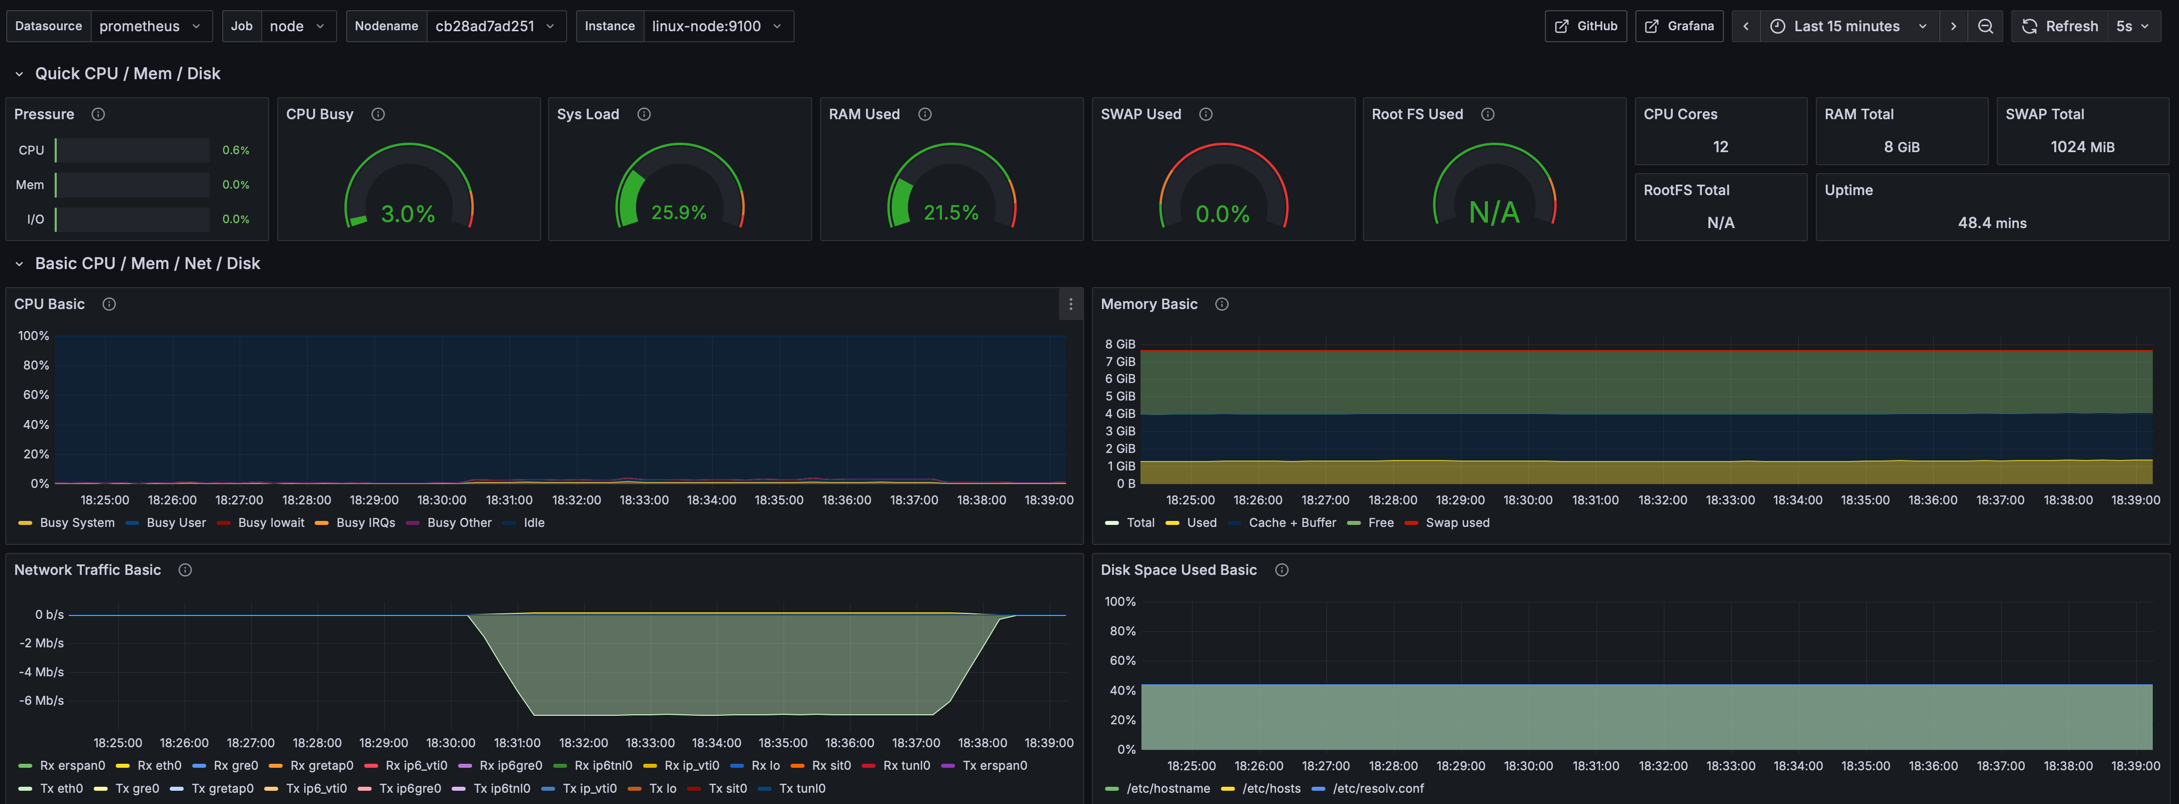 Datasource prometheus Job node Nodename cb28ad7ad251 Instance linux-node:9100 GitHub Grafana Last 15 minutes Refresh 5s
Quick CPU / Mem / Disk
Pressure
CPU 0.6%
Mem 0.0%
I/O 0.0%
CPU Busy
3.0%
Sys Load
25.9%
RAM Used
21.5%
SWAP Used
0.0%
Root FS Used
N/A
CPU Cores
12
RAM Total
8 GiB
SWAP Total
1024 MiB
RootFS Total
N/A
Uptime
48.4 mins
Basic CPU / Mem / Net / Disk
CPU Basic
100%
80%
60%
40%
20%
0%
18:25:00 18:26:00 18:27:00 18:28:00 18:29:00 18:30:00 18:31:00 18:32:00 18:33:00 18:34:00 18:35:00 18:36:00 18:37:00 18:38:00 18:39:00
Busy System Busy User Busy Iowait Busy IRQs Busy Other Idle
Memory Basic
8 GiB
7 GiB
6 GiB
5 GiB
4 GiB
3 GiB
2 GiB
1 GiB
0 B
18:25:00 18:26:00 18:27:00 18:28:00 18:29:00 18:30:00 18:31:00 18:32:00 18:33:00 18:34:00 18:35:00 18:36:00 18:37:00 18:38:00 18:39:00
Total Used Cache + Buffer Free Swap used
Network Traffic Basic
0 b/s
-2 Mb/s
-4 Mb/s
-6 Mb/s
18:25:00 18:26:00 18:27:00 18:28:00 18:29:00 18:30:00 18:31:00 18:32:00 18:33:00 18:34:00 18:35:00 18:36:00 18:37:00 18:38:00 18:39:00
Rx erspan0 Rx eth0 Rx gre0 Rx gretap0 Rx ip6_vti0 Rx ip6gre0 Rx ip6tnl0 Rx ip_vti0 Rx lo Rx sit0 Rx tunl0 Tx erspan0
Tx eth0 Tx gre0 Tx gretap0 Tx ip6_vti0 Tx ip6gre0 Tx ip6tnl0 Tx ip_vti0 Tx lo Tx sit0 Tx tunl0
Disk Space Used Basic
100%
80%
60%
40%
20%
0%
18:25:00 18:26:00 18:27:00 18:28:00 18:29:00 18:30:00 18:31:00 18:32:00 18:33:00 18:34:00 18:35:00 18:36:00 18:37:00 18:38:00 18:39:00
/etc/hostname /etc/hosts /etc/resolv.conf